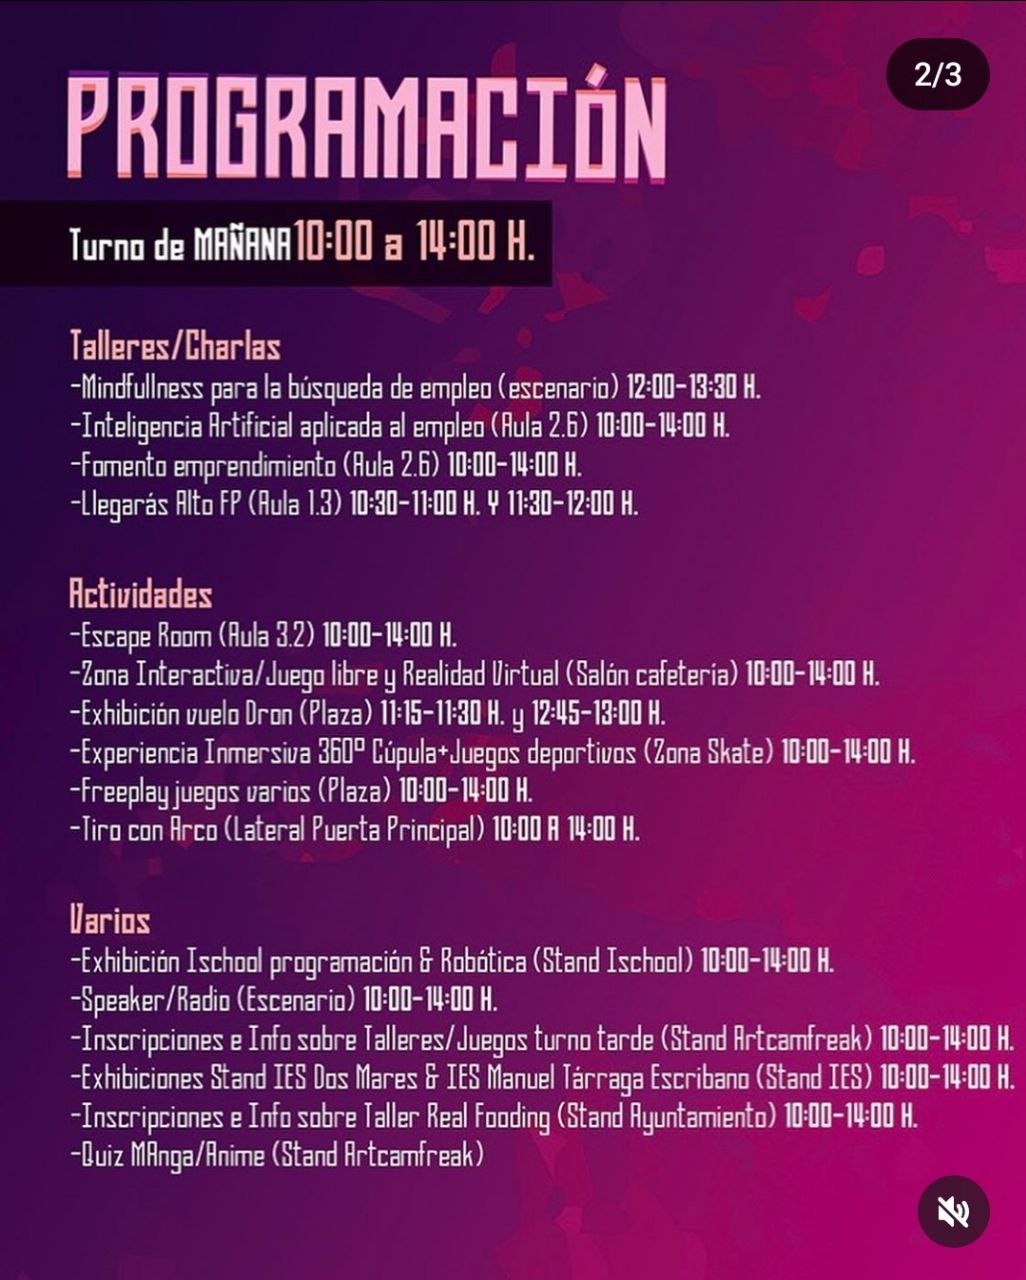 2/3
PROGRAMACIÓN
Turno de MAÑANA 10:00 a 14:00 H.
Talleres/Charlas
-Mindfullness para la búsqueda de empleo (escenario) 12:00-13:30 H.
-Inteligencia Artificial aplicada al empleo (Aula 2.6) 10:00-14:00 H.
-Fomento emprendimiento (Aula 2.6) 10:00-14:00 H.
-Llegarás Alto FP (Aula 1.3) 10:30-11:00 H. Y 11:30-12:00 H.
Actividades
-Escape Room (Aula 3.2) 10:00-14:00 H.
-Zona Interactiva/Juego libre y Realidad Virtual (Salón cafetería) 10:00-14:00 H.
-Exhibición vuelo Dron (Plaza) 11:15-11:30 H. y 12:45-13:00 H.
-Experiencia Inmersiva 360º Cúpula+Juegos deportivos (Zona Skate) 10:00-14:00 H.
-Freeplay juegos varios (Plaza) 10:00-14:00 H.
-Tiro con Arco (Lateral Puerta Principal) 10:00 A 14:00 H.
Varios
-Exhibición Ischool programación & Robótica (Stand Ischool) 10:00-14:00 H.
-Speaker/Radio (Escenario) 10:00-14:00 H.
-Inscripciones e Info sobre Talleres/Juegos turno tarde (Stand Artcamfreak) 10:00-14:00 H.
-Exhibiciones Stand IES Dos Mares & IES Manuel Tárraga Escribano (Stand IES) 10:00-14:00 H.
-Inscripciones e Info sobre Taller Real Fooding (Stand Ayuntamiento) 10:00-14:00 H.
-Quiz MAnga/Anime (Stand Artcamfreak)